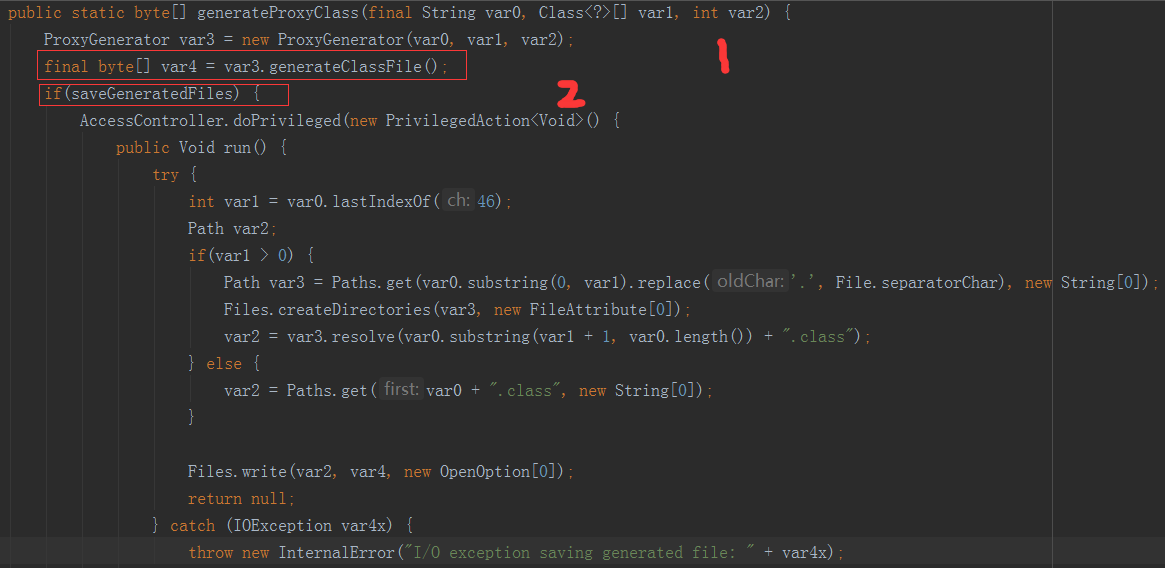 public static byte[] generateProxyClass(final String var0, Class<?>[] var1, int var2) {
ProxyGenerator var3 = new ProxyGenerator(var0, var1, var2);
1
final byte[] var4 = var3.generateClassFile();
if(saveGeneratedFiles) {
2
AccessController.doPrivileged(new PrivilegedAction<Void>() {
public Void run() {
try {
int var1 = var0.lastIndexOf( ch: 46);
Path var2;
if(var1 > 0) {
Path var3 = Paths.get(var0.substring(0, var1).replace( oldChar: '.', File.separatorChar), new String[0]);
Files.createDirectories(var3, new FileAttribute[0]);
var2 = var3.resolve(var0.substring(var1 + 1, var0.length()) + ".class");
} else {
var2 = Paths.get( first: var0 + ".class", new String[0]);
}
Files.write(var2, var4, new OpenOption[0]);
return null;
} catch (IOException var4x) {
throw new InternalError("I/O exception saving generated file: " + var4x);